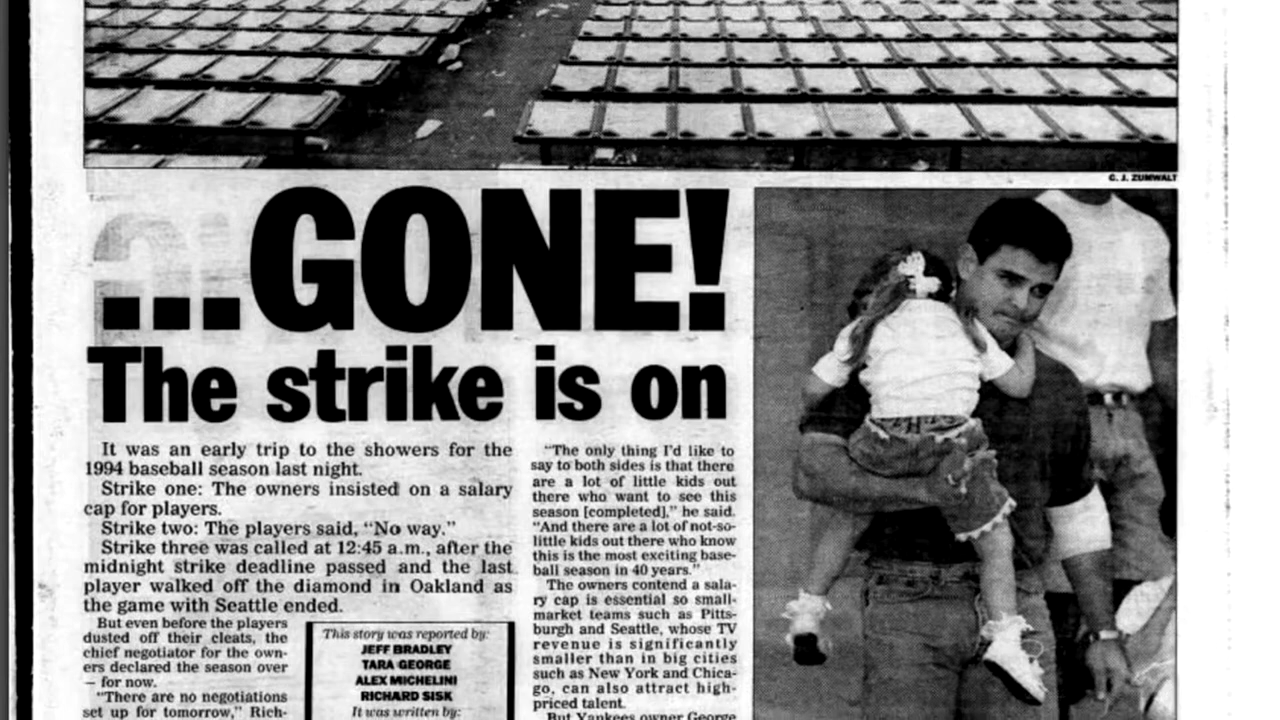 C. J. ZUMWALT
...GONE!
The strike is on
It was an early trip to the showers for the
1994 baseball season last night.
Strike one: The owners insisted on a salary
cap for players.
Strike two: The players said, “No way.”
Strike three was called at 12:45 a.m., after the
midnight strike deadline passed and the last
player walked off the diamond in Oakland as
the game with Seattle ended.
But even before the players
dusted off their cleats, the
chief negotiator for the own-
ers declared the season over
— for now.
“There are no negotiations
set up for tomorrow,” Rich-
This story was reported by:
JEFF BRADLEY
TARA GEORGE
ALEX MICHELINI
RICHARD SISK
It was written by:
“The only thing I’d like to
say to both sides is that there
are a lot of little kids out
there who want to see this
season [completed],” he said.
“And there are a lot of not-so-
little kids out there who know
this is the most exciting base-
ball season in 40 years.”
The owners contend a sala-
ry cap is essential so small-
market teams such as Pitts-
burgh and Seattle, whose TV
revenue is significantly
smaller than in big cities
such as New York and Chica-
go, can also attract high-
priced talent.
But Yankees owner George